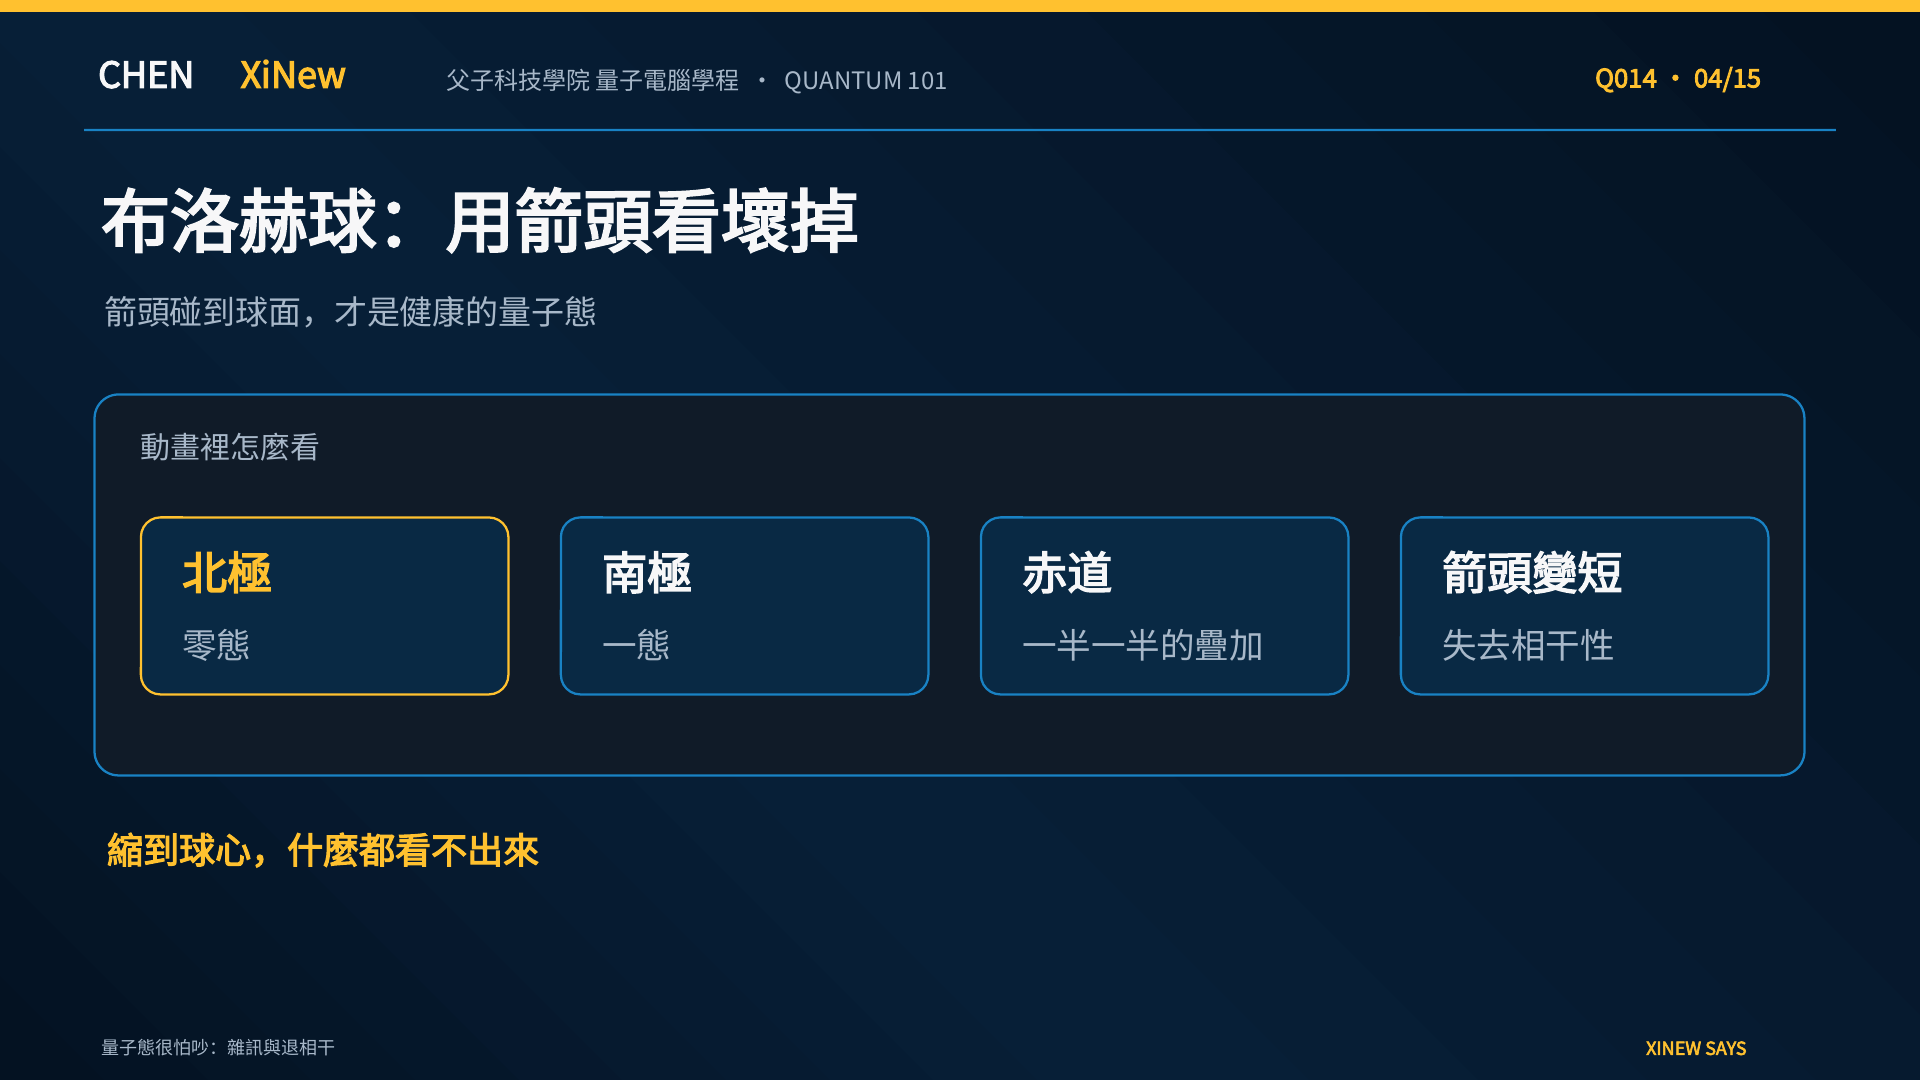 CHEN XiNew 父子科技學院 量子電腦學程 • QUANTUM 101 Q014 • 04/15
布洛赫球：用箭頭看壞掉
箭頭碰到球面，才是健康的量子態
動畫裡怎麼看
北極 南極 赤道 箭頭變短
零態 一態 一半一半的疊加 失去相干性
縮到球心，什麼都看不出來
量子態很怕吵：雜訊與退相干 XINEW SAYS